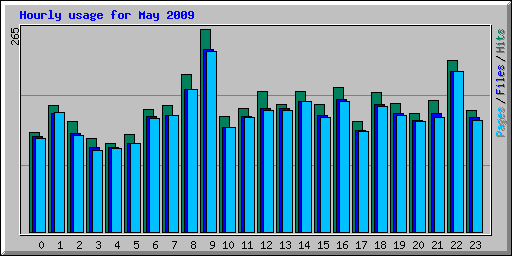 Hourly usage for May 2009
265
Pages / Files / Hits
0 1 2 3 4 5 6 7 8 9 10 11 12 13 14 15 16 17 18 19 20 21 22 23